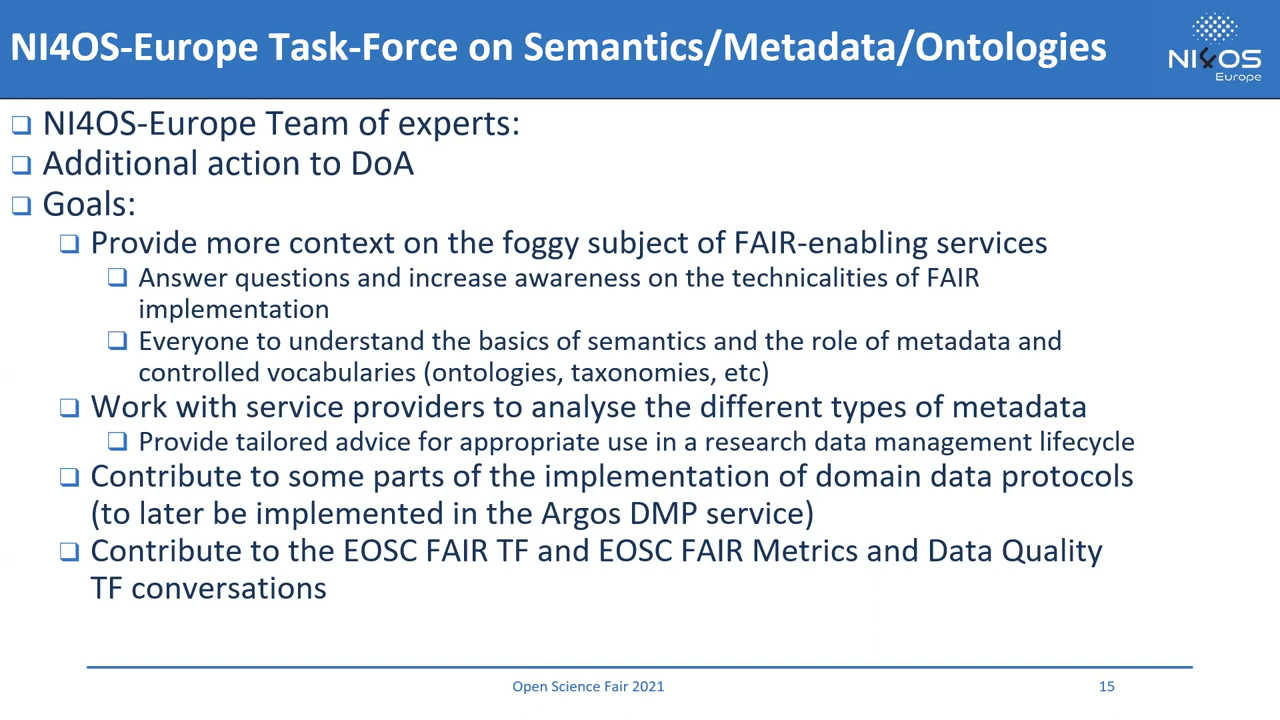 NI4OS-Europe Task-Force on Semantics/Metadata/Ontologies
NI4OS
Europe
NI4OS-Europe Team of experts:
Additional action to DoA
Goals:
Provide more context on the foggy subject of FAIR-enabling services
Answer questions and increase awareness on the technicalities of FAIR
implementation
Everyone to understand the basics of semantics and the role of metadata and
controlled vocabularies (ontologies, taxonomies, etc)
Work with service providers to analyse the different types of metadata
Provide tailored advice for appropriate use in a research data management lifecycle
Contribute to some parts of the implementation of domain data protocols
(to later be implemented in the Argos DMP service)
Contribute to the EOSC FAIR TF and EOSC FAIR Metrics and Data Quality
TF conversations
Open Science Fair 2021
15